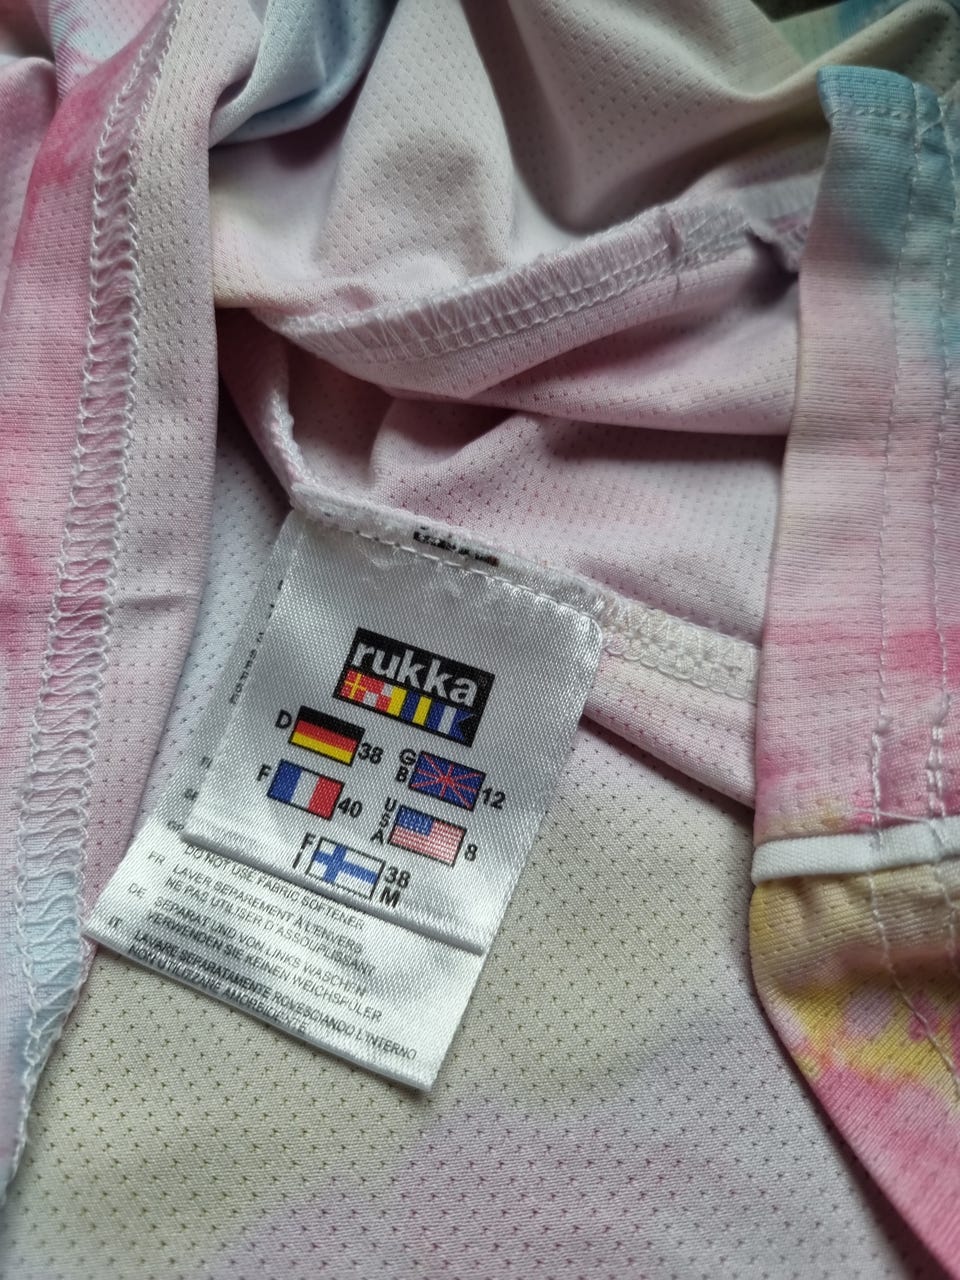 rukka
D 38
GB 12
F 40
USA 8
FI 38
M
DO NOT USE FABRIC SOFTENER
FR LAVER SEPAREMENT À L'ENVERS
NE PAS UTILISER D'ASSOUPLISSANT
DE SEPARAT UND VON LINKS WASCHEN
VERWENDEN SIE KEINEN WEICHSPÜLER
IT LAVARE SEPARATAMENTE ROVESCIANDO L'INTERNO
NON UTILIZZARE AMORBIDENTE